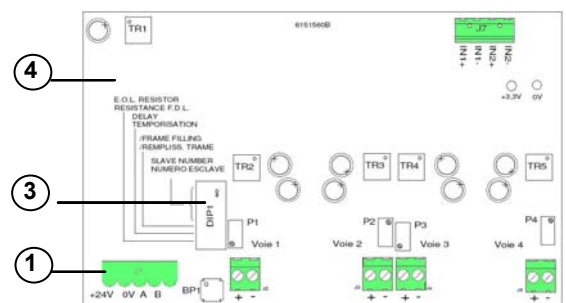 TR1
6151560B
J7
IN1+
IN1-
IN2+
IN2-
4
+3,3V 0V
E.O.L. RESISTOR
RESISTANCE F.D.L.
DELAY
TEMPORISATION
/FRAME FILLING
/REMPLISS. TRAME
SLAVE NUMBER
NUMERO ESCLAVE
TR2
TR3
TR4
TR5
3
DIP1
P1
Voie 1
P2
Voie 2
P3
Voie 3
P4
Voie 4
1
+24V 0V A B
BP1
+ -
+ -
+ -
+ -